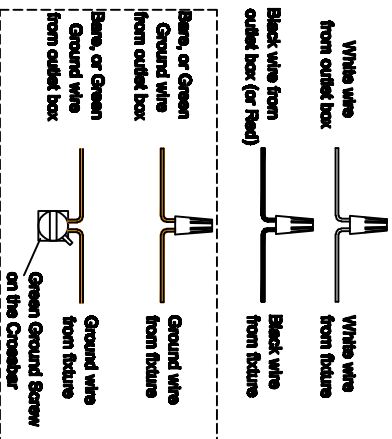 White wire
from outlet box
White wire
from fixture
Black wire from
outlet box (or Red)
Black wire
from fixture
Bare, or Green
Ground wire
from outlet box
Ground wire
from fixture
Bare, or Green
Ground wire
from outlet box
Ground wire
from fixture
Green Ground Screw
on the Crossbar